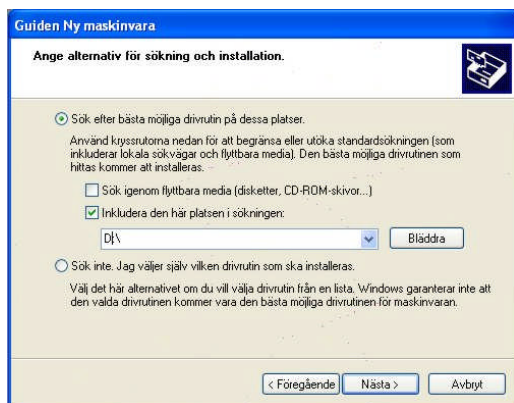 Guiden Ny maskinvara
Ange alternativ för sökning och installation.
Sök efter bästa möjliga drivrutin på dessa platser.
Använd kryssrutorna nedan för att begränsa eller utöka standardsökningen (som
inkluderar lokala sökvägar och flyttbara media). Den bästa möjliga drivrutinen som
hittas kommer att installeras.
Sök igenom flyttbara media (disketter, CD-ROM-skivor...)
Inkludera den här platsen i sökningen:
D:\
Bläddra
Sök inte. Jag väljer själv vilken drivrutin som ska installeras.
Välj det här alternativet om du vill välja drivrutin från en lista. Windows garanterar inte att
den valda drivrutinen kommer vara den bästa möjliga drivrutinen för maskinvaran.
< Föregående Nästa > Avbryt